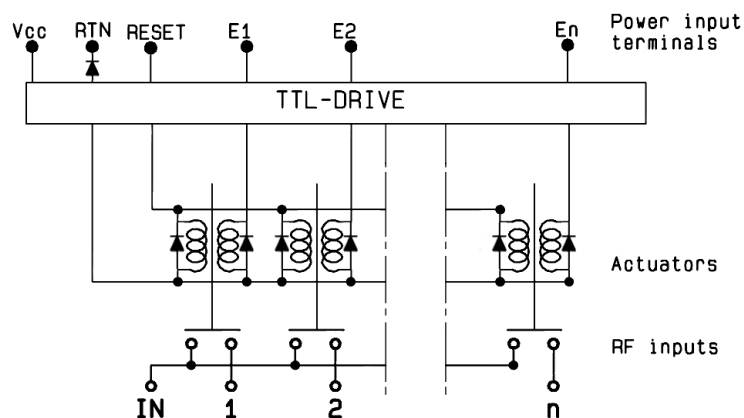 Vcc RTN RESET E1 E2 En
Power input
terminals
TTL-DRIVE
Actuators
RF inputs
IN 1 2 n